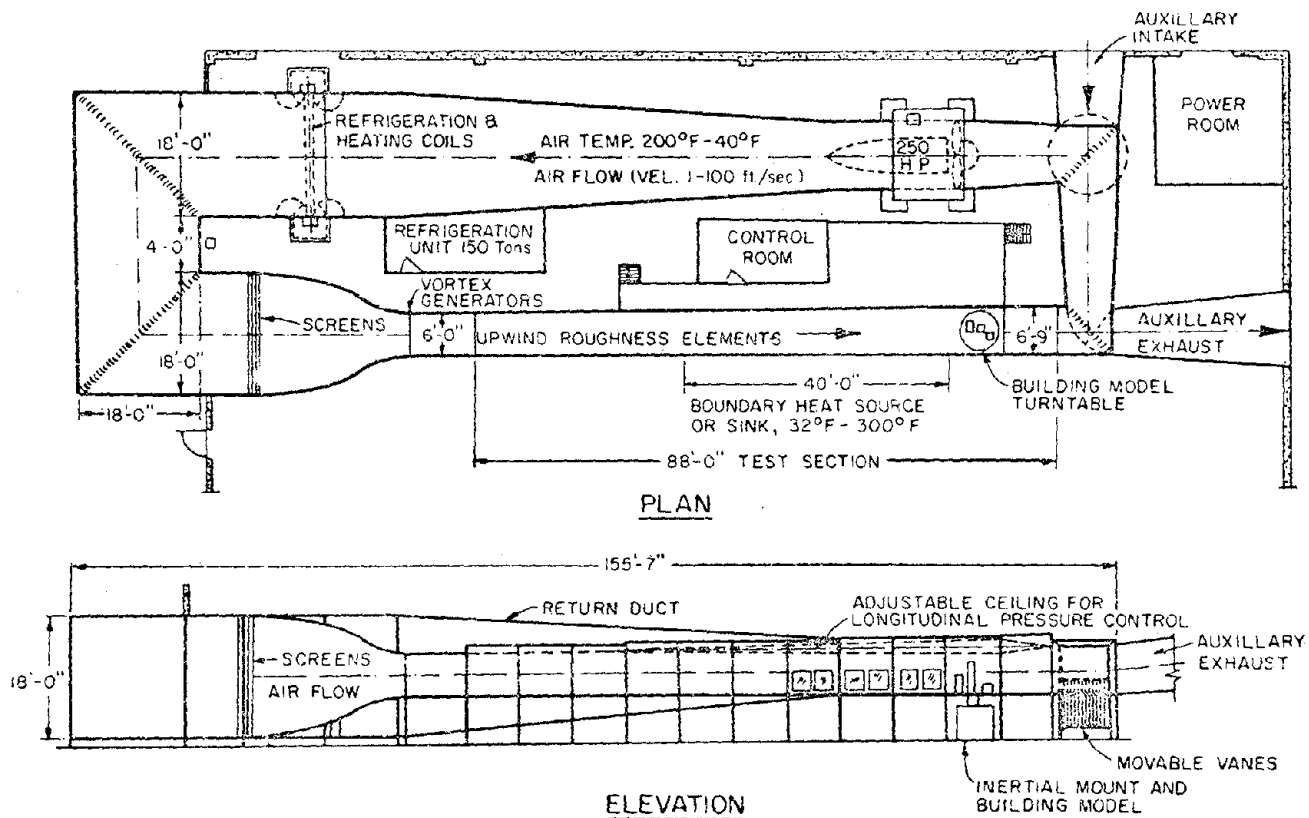 AUXILLARY
INTAKE
POWER
ROOM
18'-0"
REFRIGERATION &
HEATING COILS
AIR TEMP. 200°F-40°F
AIR FLOW (VEL. 1-100 ft/sec)
250
H P
4'-0"
REFRIGERATION
UNIT 150 Tons
CONTROL
ROOM
VORTEX
GENERATORS
SCREENS
6'-0"
UPWIND ROUGHNESS ELEMENTS
6'-9"
AUXILLARY
EXHAUST
18'-0"
18'-0"
40'-0"
BOUNDARY HEAT SOURCE
OR SINK, 32°F-300°F
BUILDING MODEL
TURNTABLE
88'-0" TEST SECTION
PLAN
155'-7"
RETURN DUCT
ADJUSTABLE CEILING FOR
LONGITUDINAL PRESSURE CONTROL
18'-0"
SCREENS
AIR FLOW
AUXILLARY
EXHAUST
MOVABLE VANES
INERTIAL MOUNT AND
BUILDING MODEL
ELEVATION